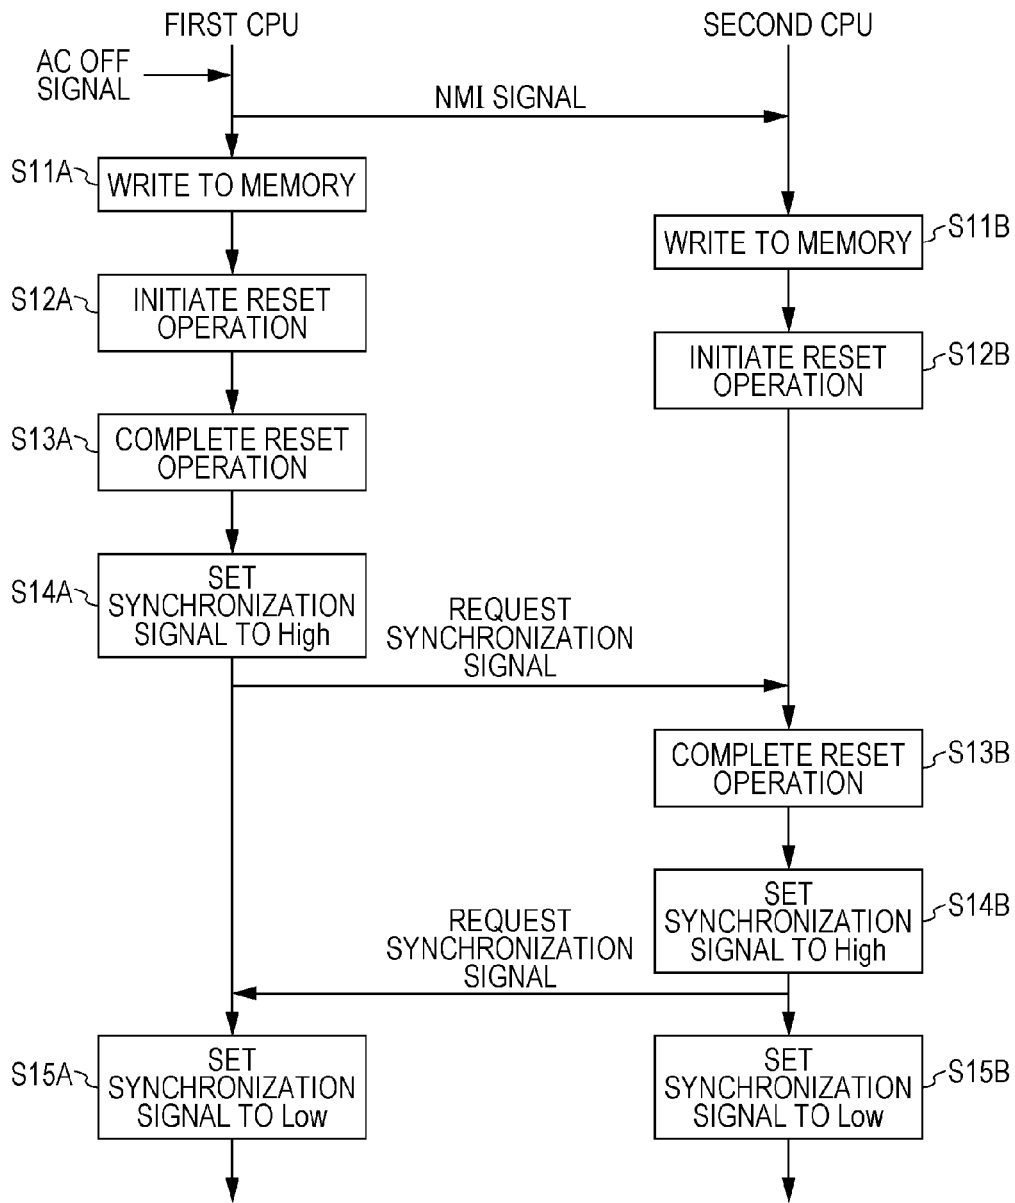 FIRST CPU
SECOND CPU
AC OFF
SIGNAL
NMI SIGNAL
S11A
WRITE TO MEMORY
WRITE TO MEMORY
S11B
S12A
INITIATE RESET
OPERATION
INITIATE RESET
OPERATION
S12B
S13A
COMPLETE RESET
OPERATION
S14A
SET
SYNCHRONIZATION
SIGNAL TO High
REQUEST
SYNCHRONIZATION
SIGNAL
COMPLETE RESET
OPERATION
S13B
SET
SYNCHRONIZATION
SIGNAL TO High
S14B
REQUEST
SYNCHRONIZATION
SIGNAL
S15A
SET
SYNCHRONIZATION
SIGNAL TO Low
SET
SYNCHRONIZATION
SIGNAL TO Low
S15B